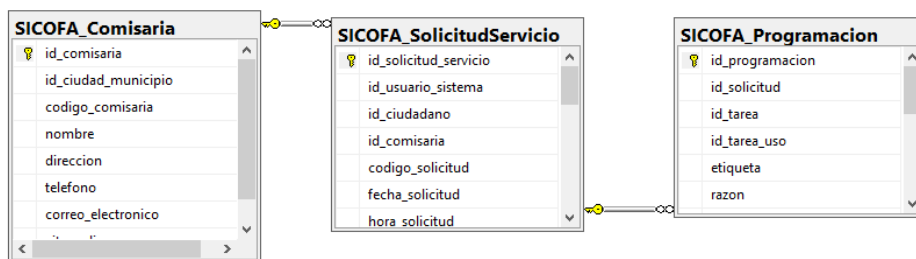 SICOFA_Comisaria
id_comisaria
id_ciudad_municipio
codigo_comisaria
nombre
direccion
telefono
correo_electronico
SICOFA_SolicitudServicio
id_solicitud_servicio
id_usuario_sistema
id_ciudadano
id_comisaria
codigo_solicitud
fecha_solicitud
hora_solicitud
SICOFA_Programacion
id_programacion
id_solicitud
id_tarea
id_tarea_uso
etiqueta
razon